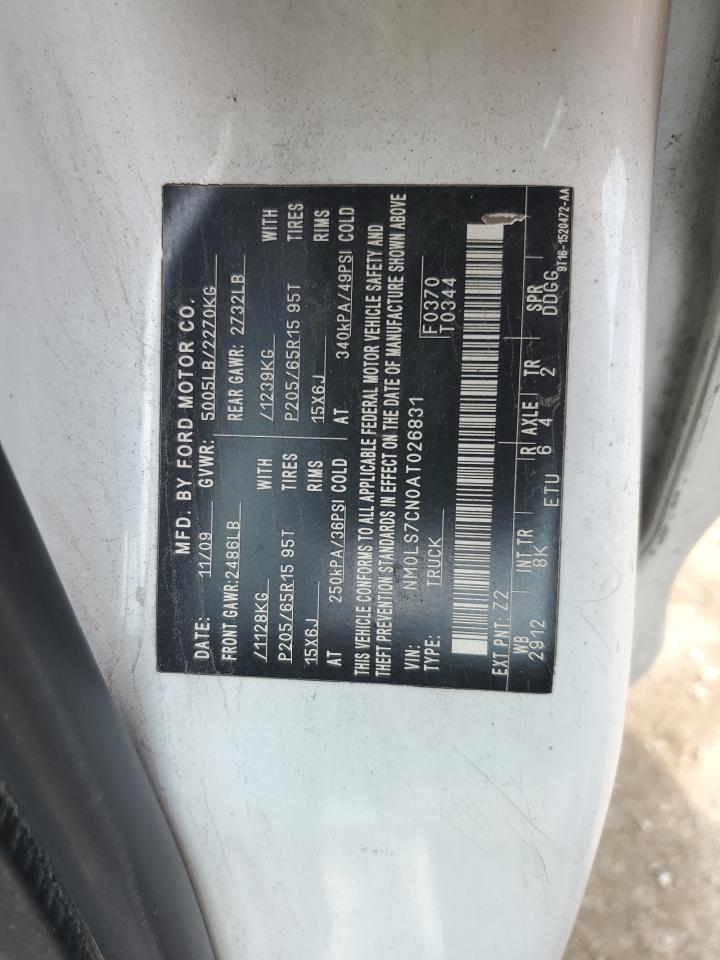 MFD. BY FORD MOTOR CO.
DATE: 11/09 GVWR: 5005LB/2270KG
FRONT GAWR: 2486LB REAR GAWR: 2732LB
/1128KG WITH /1239KG WITH
P205/65R15 95T TIRES P205/65R15 95T TIRES
15X6J RIMS 15X6J RIMS
AT 250kPA/36PSI COLD AT 340kPA/49PSI COLD
THIS VEHICLE CONFORMS TO ALL APPLICABLE FEDERAL MOTOR VEHICLE SAFETY AND
THEFT PREVENTION STANDARDS IN EFFECT ON THE DATE OF MANUFACTURE SHOWN ABOVE
VIN: NM0LS7CN0AT026831 F0370
TYPE: TRUCK T0344
EXT PNT: Z2
WB INT TR R AXLE TR SPR
2912 8K 6 4 2 DDGG
ETU 9T16-1520472-AA